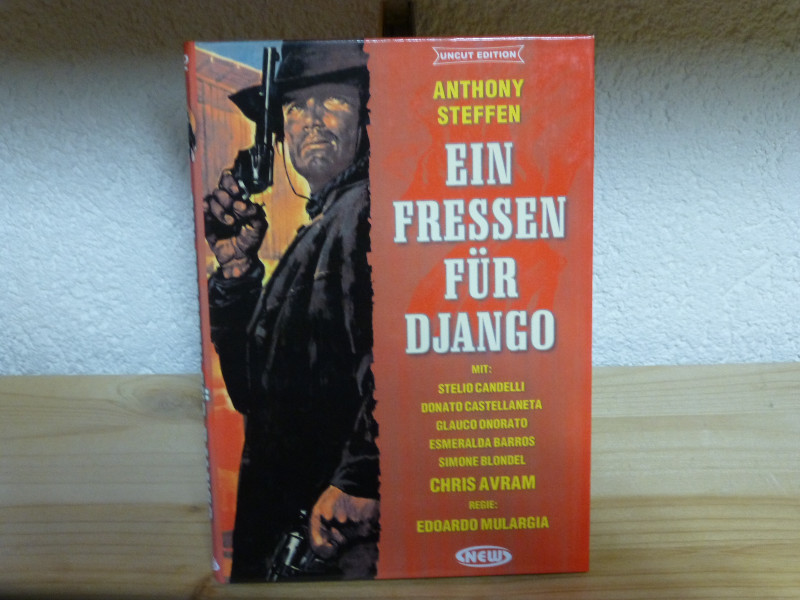 UNCUT EDITION
ANTHONY
STEFFEN
EIN
FRESSEN
FÜR
DJANGO
MIT:
STELIO CANDELLI
DONATO CASTELLANETA
GLAUCO ONORATO
ESMERALDA BARROS
SIMONE BLONDEL
CHRIS AVRAM
REGIE:
EDOARDO MULARGIA
NEW